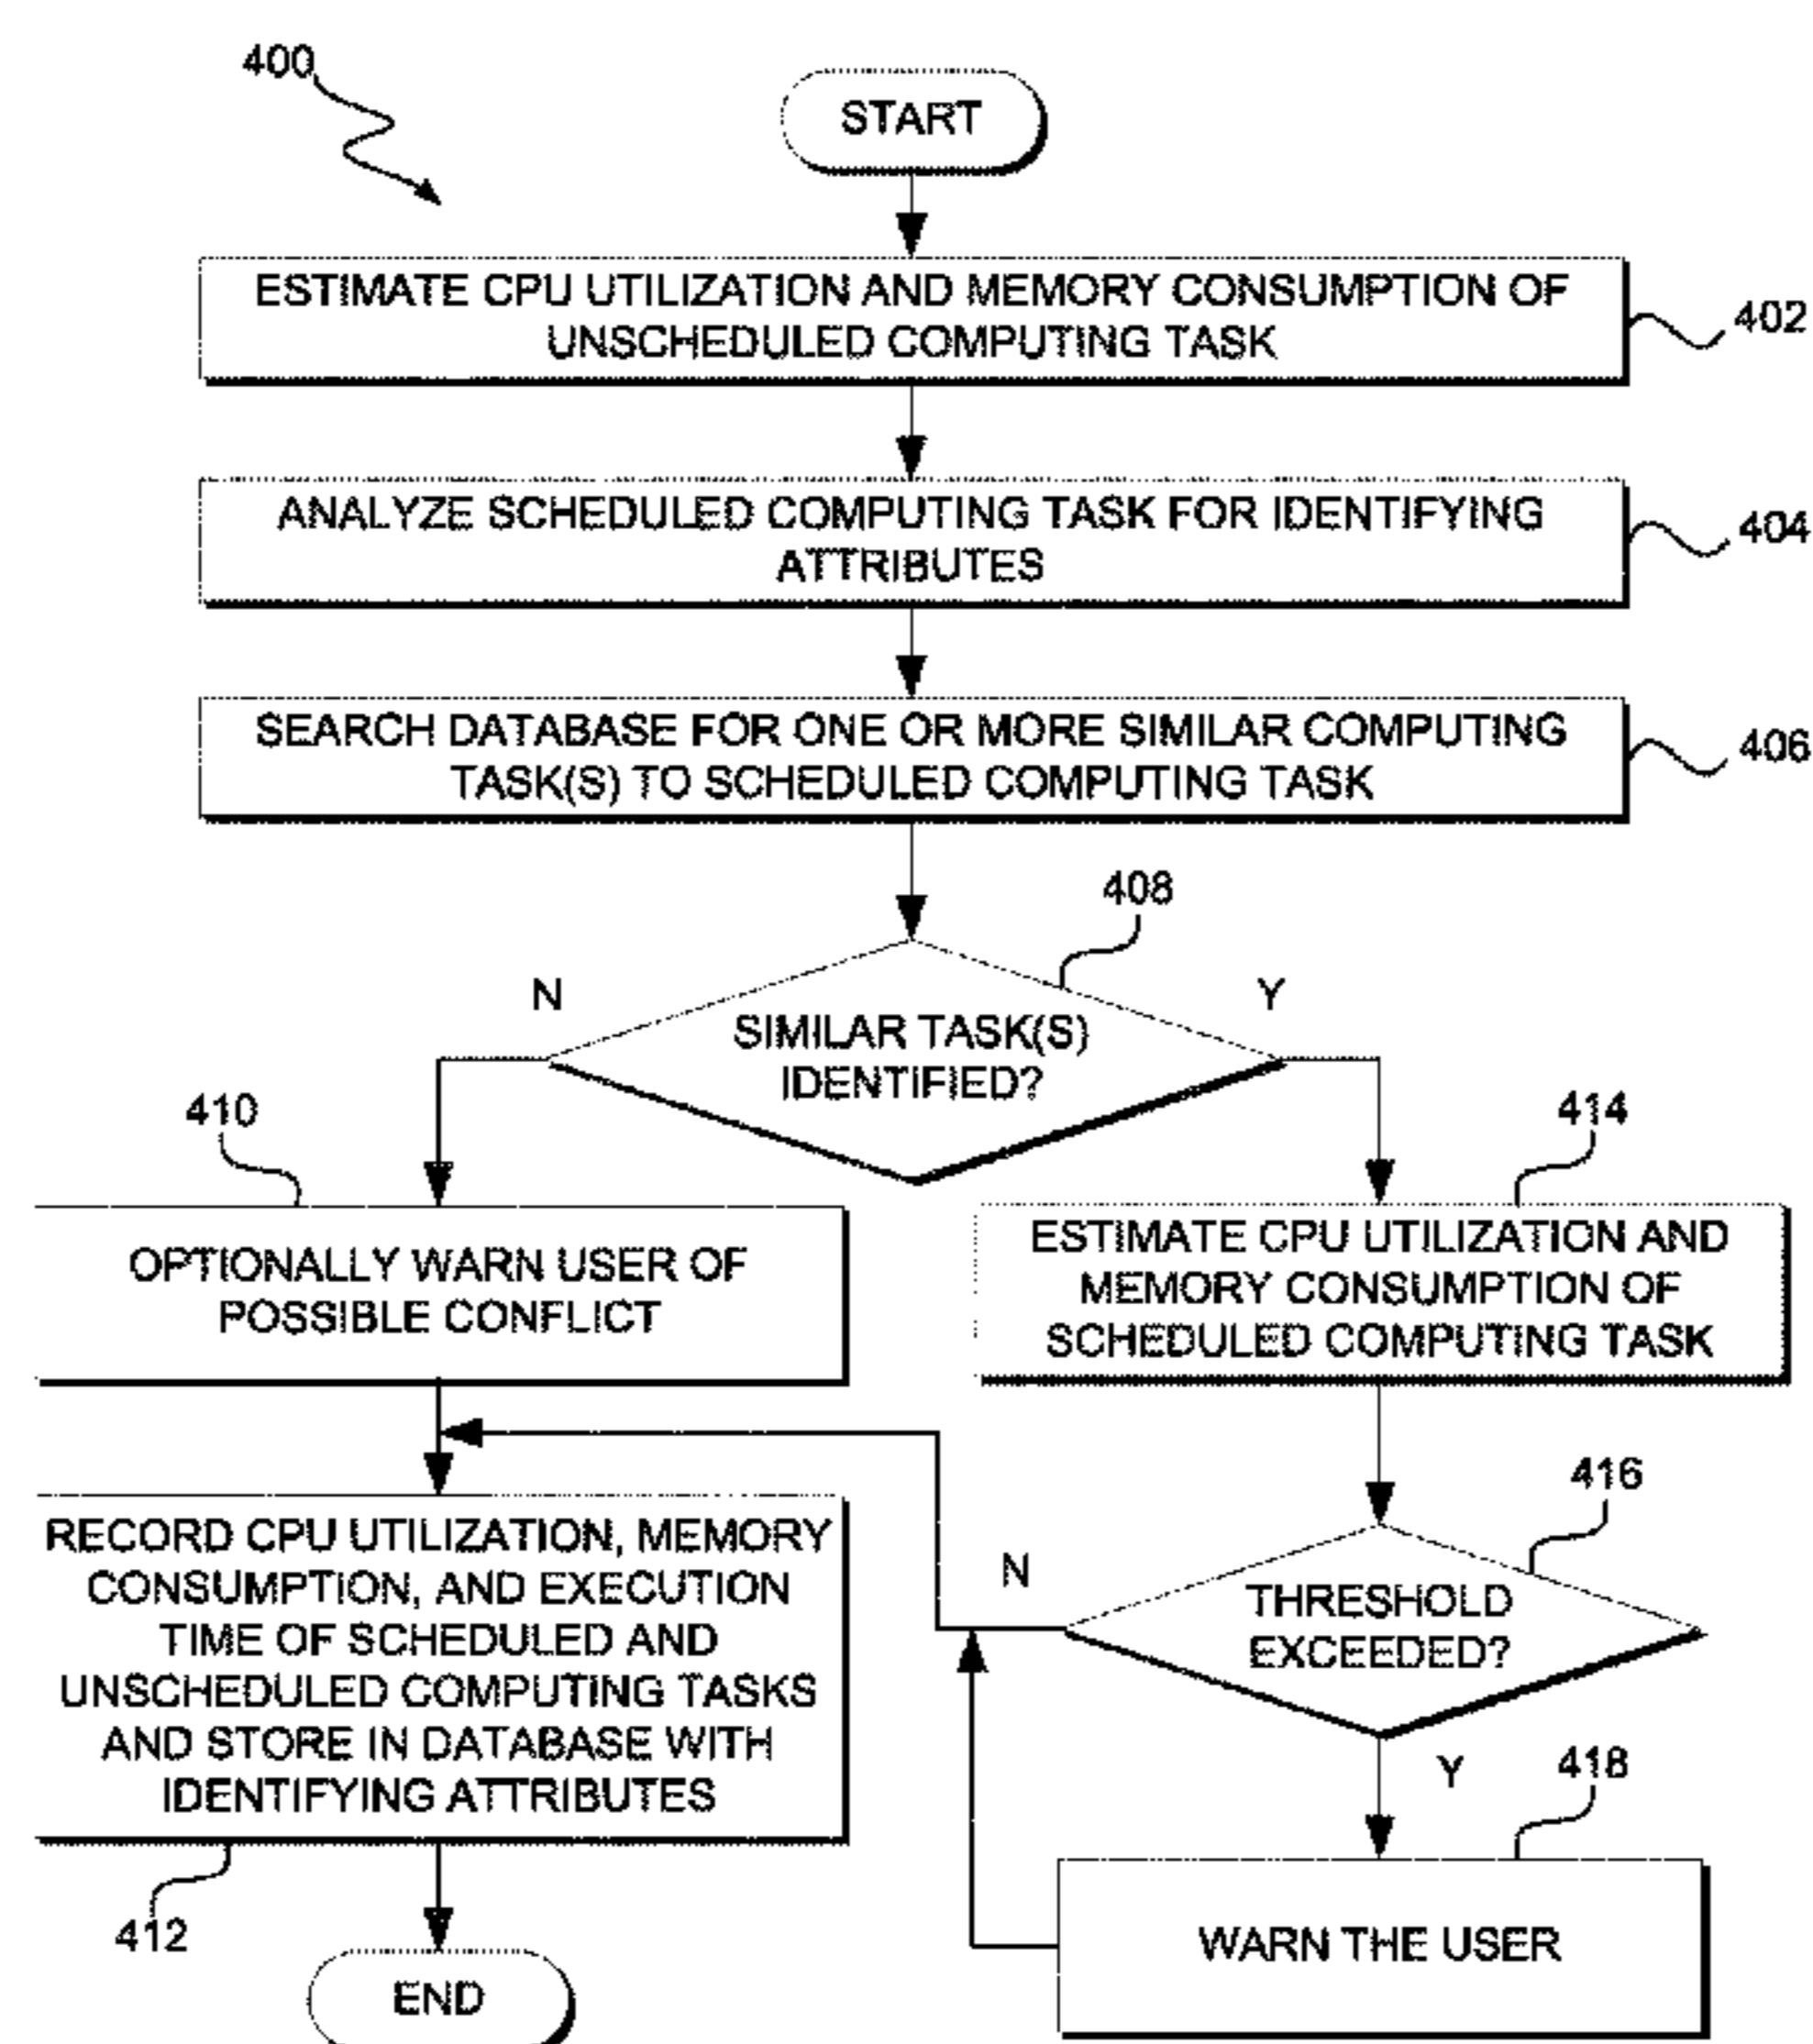 400
START
ESTIMATE CPU UTILIZATION AND MEMORY CONSUMPTION OF
UNSCHEDULED COMPUTING TASK
402
ANALYZE SCHEDULED COMPUTING TASK FOR IDENTIFYING
ATTRIBUTES
404
SEARCH DATABASE FOR ONE OR MORE SIMILAR COMPUTING
TASK(S) TO SCHEDULED COMPUTING TASK
406
408
N
Y
SIMILAR TASK(S)
IDENTIFIED?
410
OPTIONALLY WARN USER OF
POSSIBLE CONFLICT
414
ESTIMATE CPU UTILIZATION AND
MEMORY CONSUMPTION OF
SCHEDULED COMPUTING TASK
416
N
THRESHOLD
EXCEEDED?
Y
RECORD CPU UTILIZATION, MEMORY
CONSUMPTION, AND EXECUTION
TIME OF SCHEDULED AND
UNSCHEDULED COMPUTING TASKS
AND STORE IN DATABASE WITH
IDENTIFYING ATTRIBUTES
412
418
WARN THE USER
END